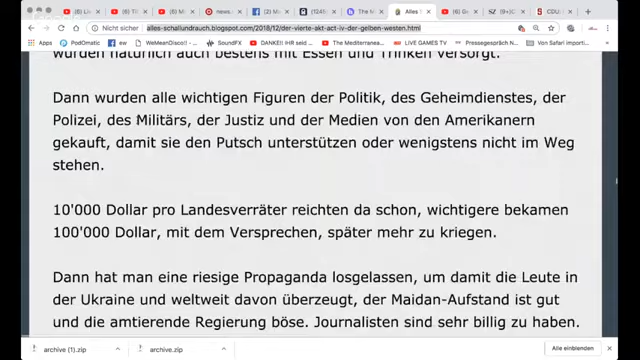 Nicht sicher | alles-schallundrauch.blogspot.com/2018/12/der-vierte-akt-act-iv-der-gelben-westen.html
Apps PodOmatic WeMeanDisco!! - W SoundFX DANKE!! IHR seid The Mediterranea LIVE GAMES TV Pressegespräch N Von Safari importiert
wurden natürlich auch bestens mit Essen und Trinken versorgt.
Dann wurden alle wichtigen Figuren der Politik, des Geheimdienstes, der
Polizei, des Militärs, der Justiz und der Medien von den Amerikanern
gekauft, damit sie den Putsch unterstützen oder wenigstens nicht im Weg
stehen.
10'000 Dollar pro Landesverräter reichten da schon, wichtigere bekamen
100'000 Dollar, mit dem Versprechen, später mehr zu kriegen.
Dann hat man eine riesige Propaganda losgelassen, um damit die Leute in
der Ukraine und weltweit davon überzeugt, der Maidan-Aufstand ist gut
und die amtierende Regierung böse. Journalisten sind sehr billig zu haben.
archive (1).zip archive.zip Alle einblenden